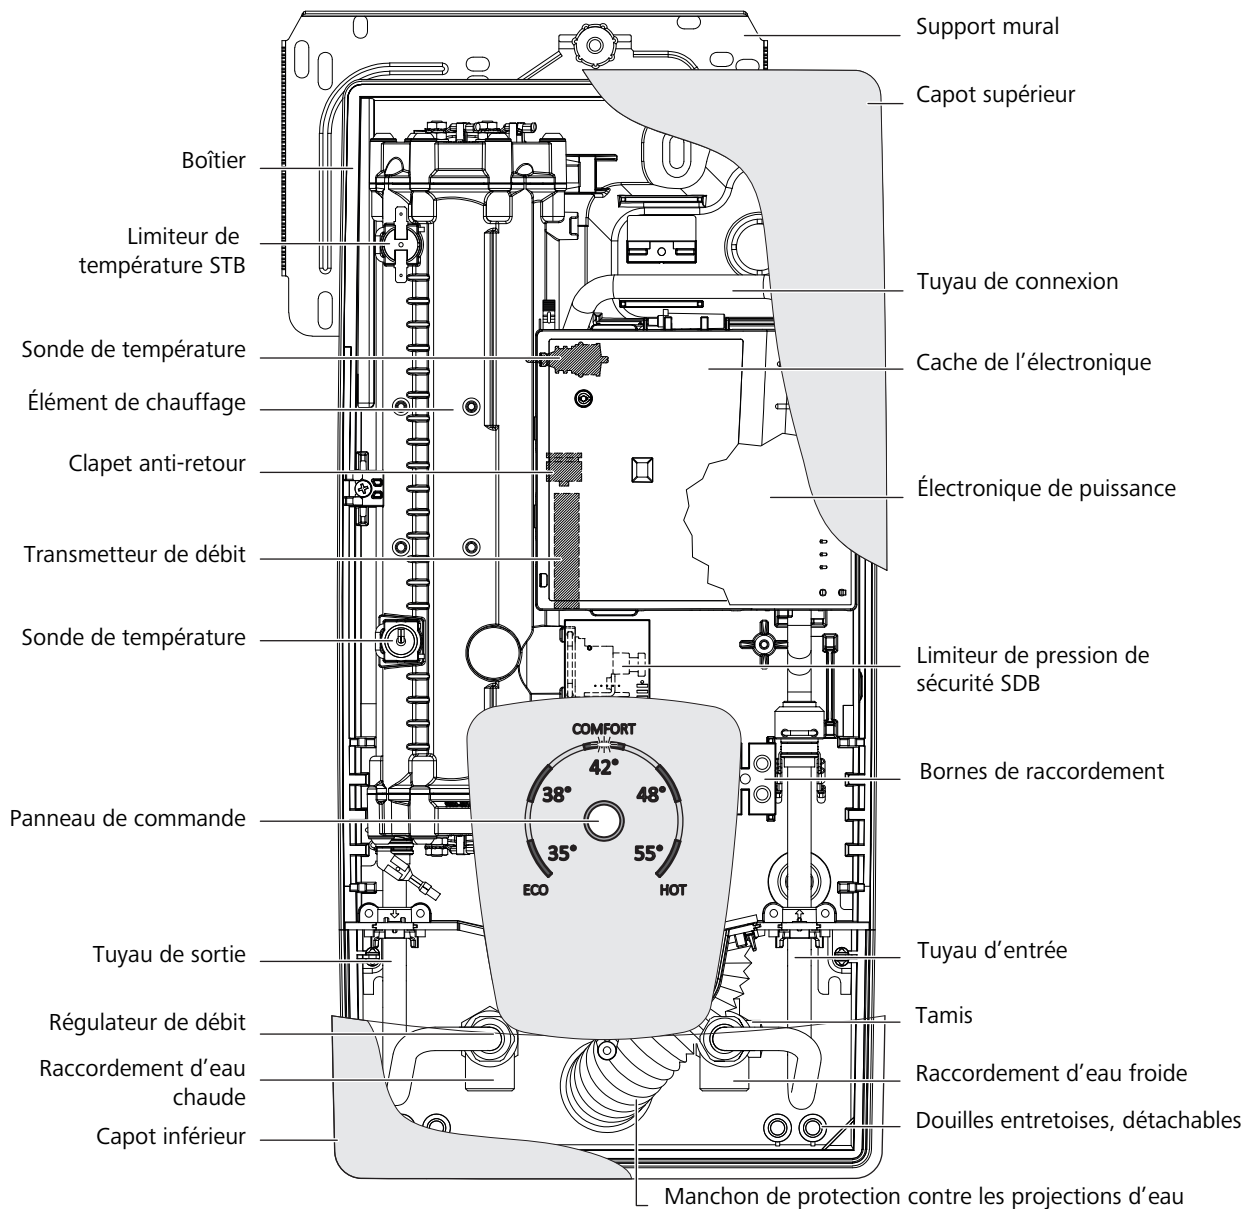 Support mural
Capot supérieur
Boîtier
Limiteur de
température STB
Tuyau de connexion
Sonde de température
Cache de l’électronique
Élément de chauffage
Clapet anti-retour
Électronique de puissance
Transmetteur de débit
Sonde de température
Limiteur de pression de
sécurité SDB
COMFORT
42°
38°
48°
35°
55°
ECO
HOT
Bornes de raccordement
Panneau de commande
Tuyau de sortie
Tuyau d’entrée
Régulateur de débit
Tamis
Raccordement d’eau
chaude
Raccordement d’eau froide
Capot inférieur
Douilles entretoises, détachables
Manchon de protection contre les projections d’eau